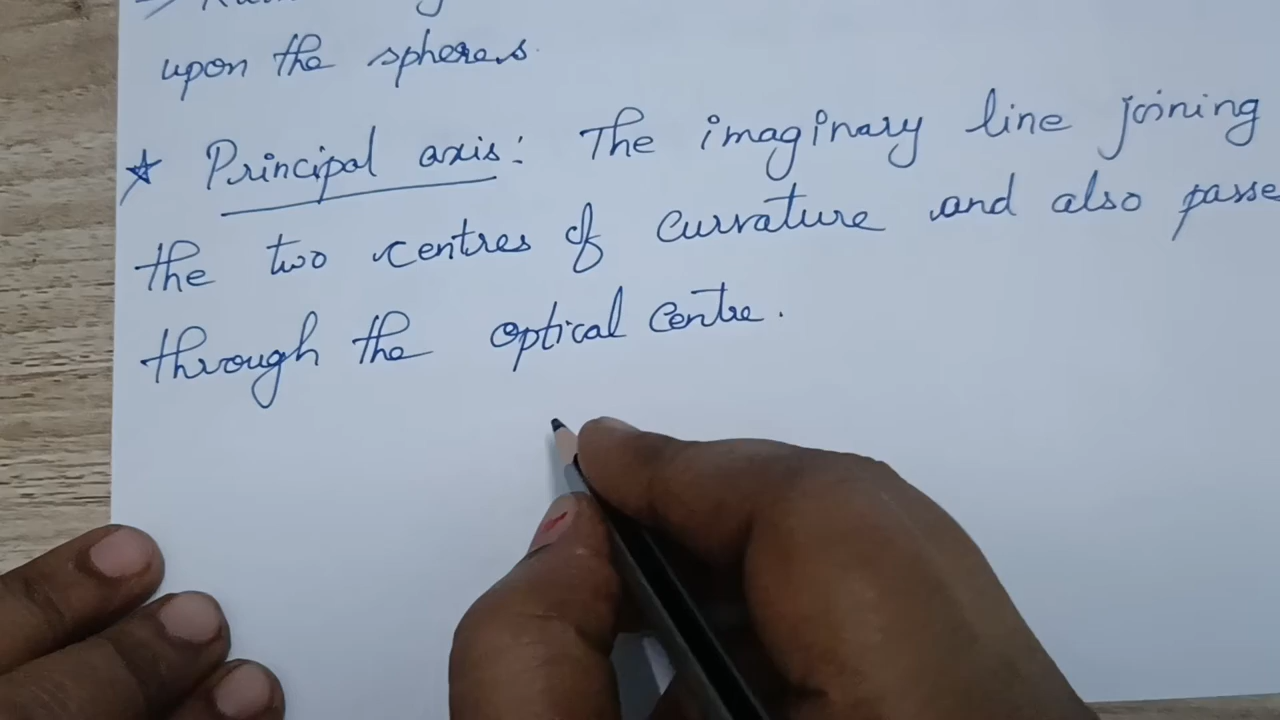 upon the spheres.
☆ Principal axis: The imaginary line joining
the two centres of curvature and also passe
through the optical centre.